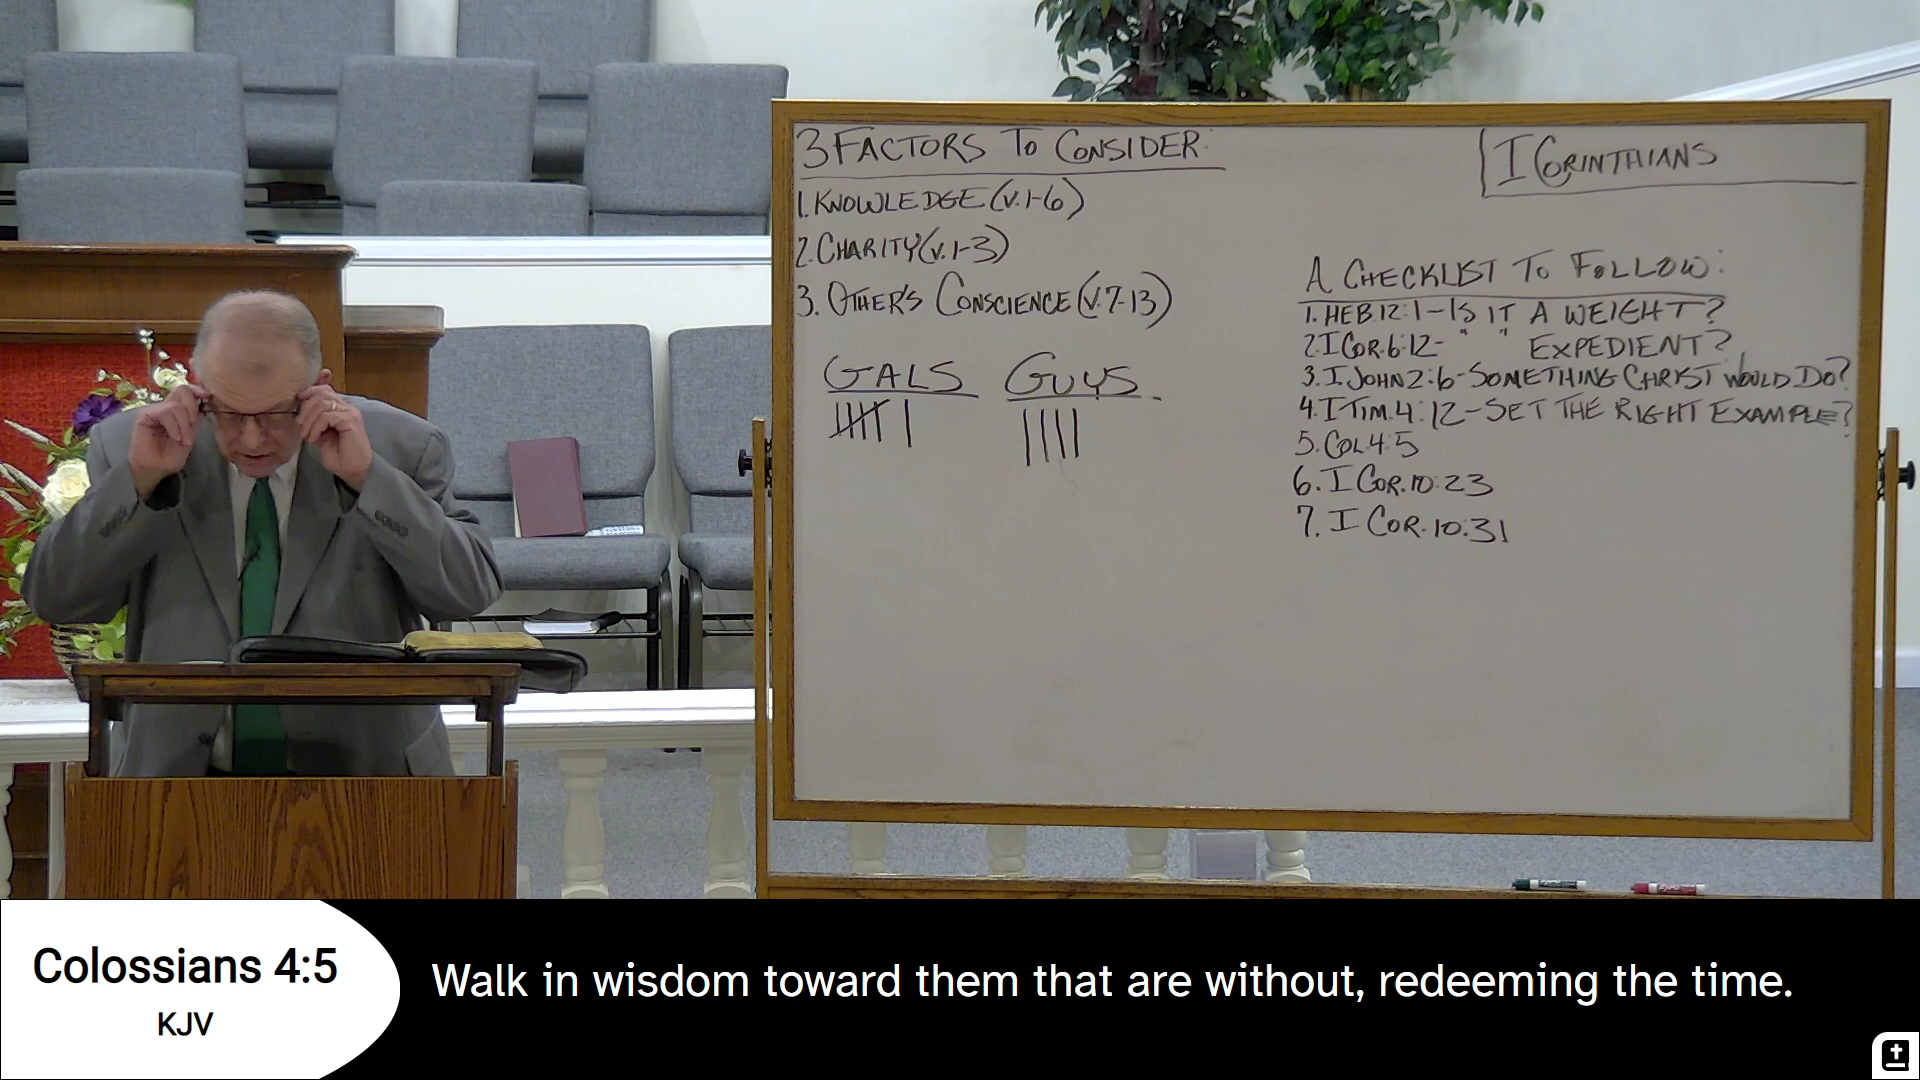 3 FACTORS TO CONSIDER:
1. KNOWLEDGE (V. 1-6)
2. CHARITY (V. 1-3)
3. OTHER'S CONSCIENCE (V. 7-13)
GALS GUYS
I CORINTHIANS
A CHECKLIST TO FOLLOW:
1. HEB. 12:1 - IS IT A WEIGHT?
2. I COR. 6:12 - " " EXPEDIENT?
3. I JOHN 2:6 - SOMETHING CHRIST WOULD DO?
4. I TIM. 4:12 - SET THE RIGHT EXAMPLE?
5. COL. 4:5
6. I COR. 10:23
7. I COR. 10:31
Colossians 4:5
KJV
Walk in wisdom toward them that are without, redeeming the time.